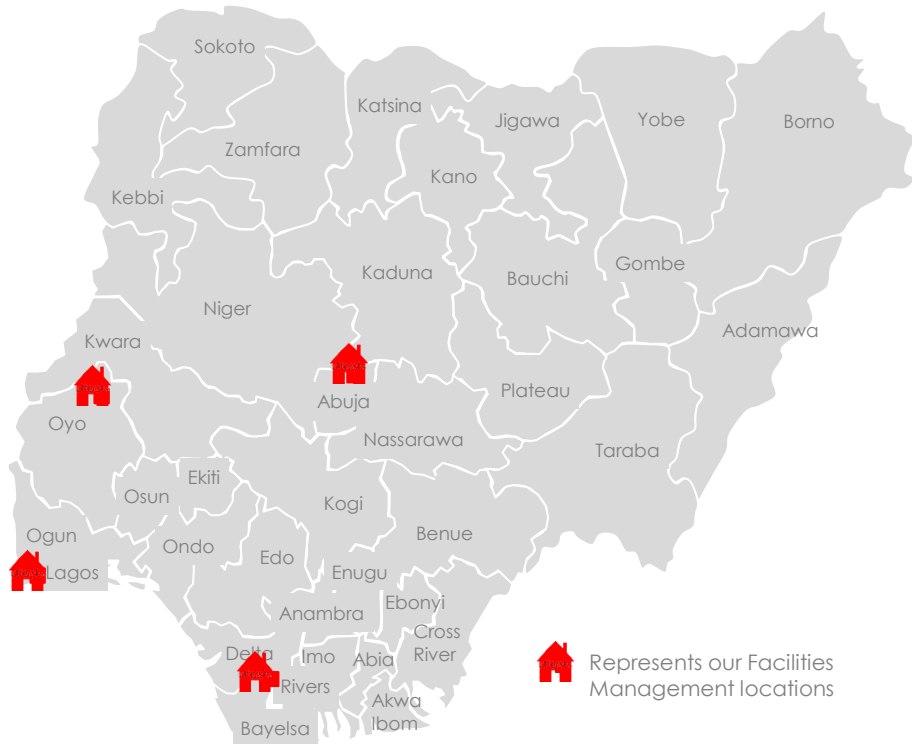 Sokoto
Katsina
Jigawa
Yobe
Borno
Zamfara
Kano
Kebbi
Kaduna
Bauchi
Gombe
Niger
Adamawa
Kwara
Abuja
Plateau
Oyo
Nassarawa
Taraba
Ekiti
Osun
Kogi
Benue
Ogun
Ondo
Edo
Lagos
Enugu
Anambra
Ebonyi
Cross
River
Delta
Imo
Abia
Rivers
Akwa
Ibom
Bayelsa
Represents our Facilities
Management locations